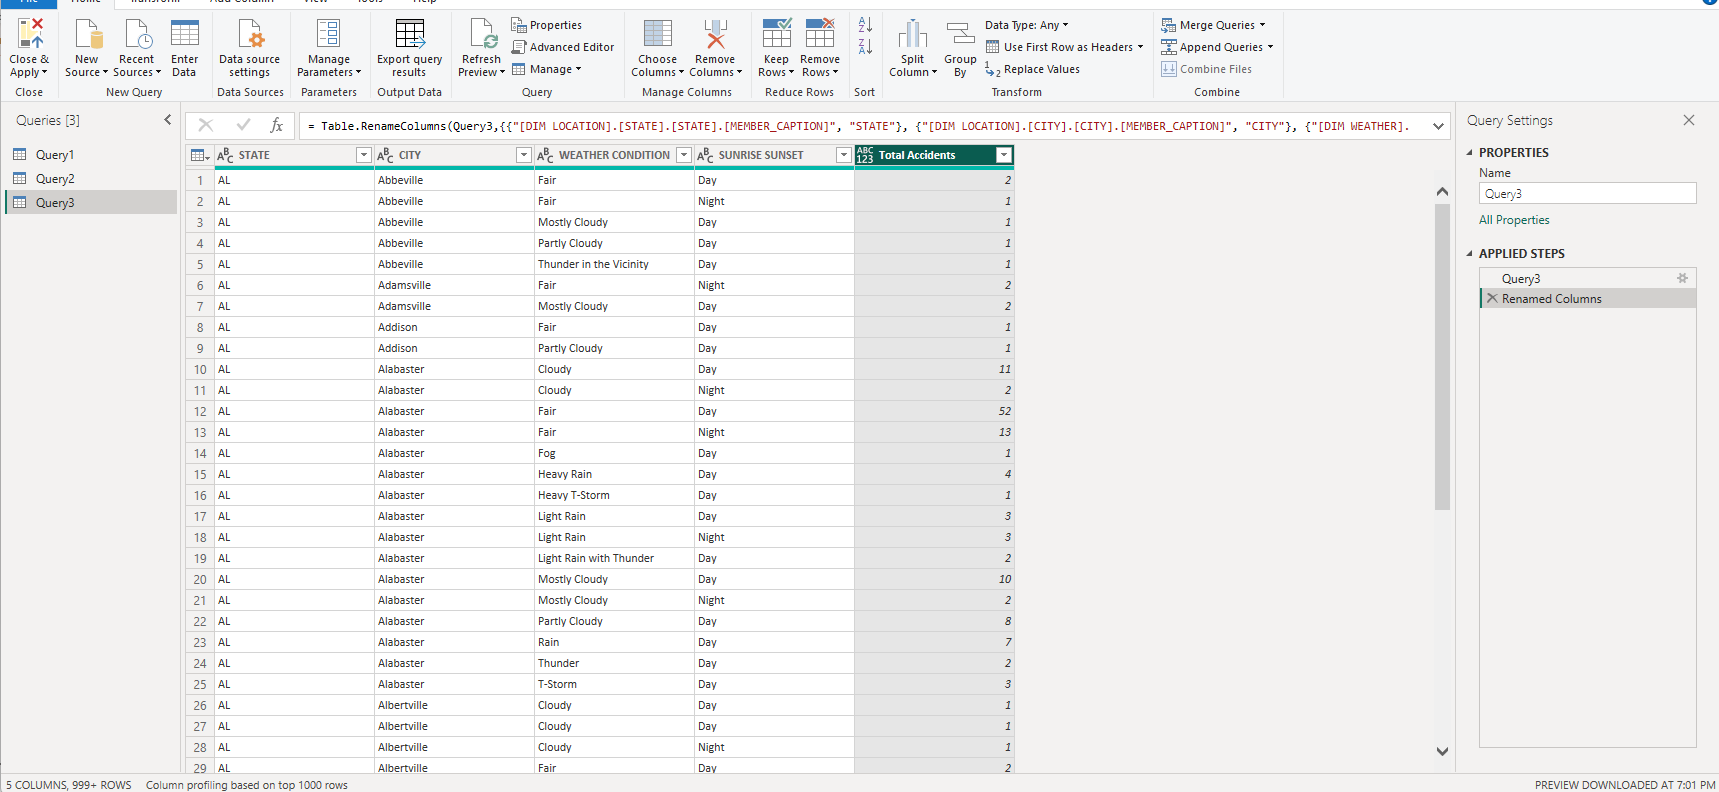 File Home Transform Add Column View Tools Help
Close &
Apply
Close
New
Source
Recent
Sources
Enter
Data
New Query
Data source
settings
Data Sources
Manage
Parameters
Parameters
Export query
results
Output Data
Refresh
Preview
Properties
Advanced Editor
Manage
Query
Choose
Columns
Remove
Columns
Manage Columns
Keep
Rows
Remove
Rows
Reduce Rows
Sort
Split
Column
Group
By
Data Type: Any
Use First Row as Headers
Replace Values
Transform
Merge Queries
Append Queries
Combine Files
Combine
Queries [3]
Query1
Query2
Query3
fx
= Table.RenameColumns(Query3,{{"[DIM LOCATION].[STATE].[STATE].[MEMBER_CAPTION]", "STATE"}, {"[DIM LOCATION].[CITY].[CITY].[MEMBER_CAPTION]", "CITY"}, {"[DIM WEATHER].
ABC STATE ABC CITY ABC WEATHER CONDITION ABC SUNRISE SUNSET ABC 123 Total Accidents
1 AL Abbeville Fair Day 2
2 AL Abbeville Fair Night 1
3 AL Abbeville Mostly Cloudy Day 1
4 AL Abbeville Partly Cloudy Day 1
5 AL Abbeville Thunder in the Vicinity Day 1
6 AL Adamsville Fair Night 2
7 AL Adamsville Mostly Cloudy Day 2
8 AL Addison Fair Day 1
9 AL Addison Partly Cloudy Day 1
10 AL Alabaster Cloudy Day 11
11 AL Alabaster Cloudy Night 2
12 AL Alabaster Fair Day 52
13 AL Alabaster Fair Night 13
14 AL Alabaster Fog Day 1
15 AL Alabaster Heavy Rain Day 4
16 AL Alabaster Heavy T-Storm Day 1
17 AL Alabaster Light Rain Day 3
18 AL Alabaster Light Rain Night 3
19 AL Alabaster Light Rain with Thunder Day 2
20 AL Alabaster Mostly Cloudy Day 10
21 AL Alabaster Mostly Cloudy Night 2
22 AL Alabaster Partly Cloudy Day 8
23 AL Alabaster Rain Day 7
24 AL Alabaster Thunder Day 2
25 AL Alabaster T-Storm Day 3
26 AL Albertville Cloudy Day 1
27 AL Albertville Cloudy Day 1
28 AL Albertville Cloudy Night 1
29 AL Albertville Fair Day 2
Query Settings
PROPERTIES
Name
Query3
All Properties
APPLIED STEPS
Query3
Renamed Columns
5 COLUMNS, 999+ ROWS Column profiling based on top 1000 rows
PREVIEW DOWNLOADED AT 7:01 PM